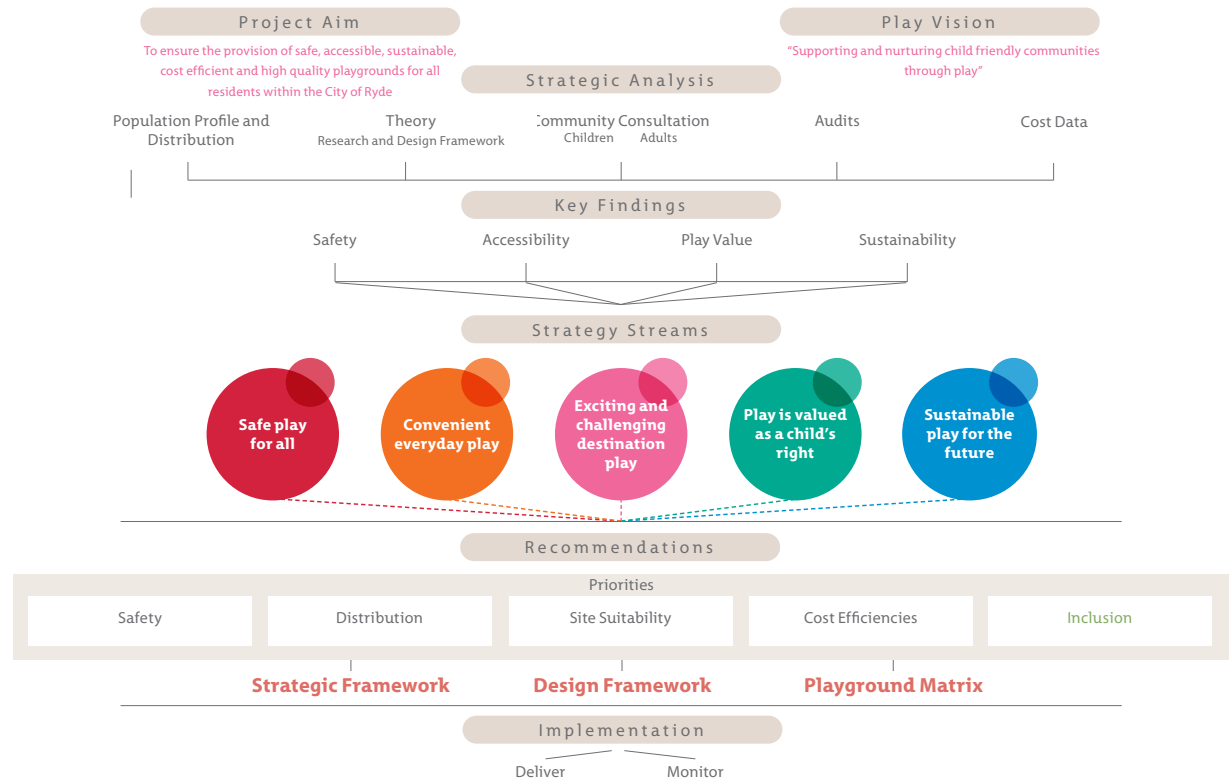 Project Aim
Play Vision
To ensure the provision of safe, accessible, sustainable,
cost efficient and high quality playgrounds for all
residents within the City of Ryde
“Supporting and nurturing child friendly communities
through play”
Strategic Analysis
Population Profile and
Distribution
Theory
Research and Design Framework
Community Consultation
Children Adults
Audits
Cost Data
Key Findings
Safety
Accessibility
Play Value
Sustainability
Strategy Streams
Safe play
for all
Convenient
everyday play
Exciting and
challenging
destination
play
Play is valued
as a child’s
right
Sustainable
play for the
future
Recommendations
Priorities
Safety
Distribution
Site Suitability
Cost Efficiencies
Inclusion
Strategic Framework
Design Framework
Playground Matrix
Implementation
Deliver
Monitor